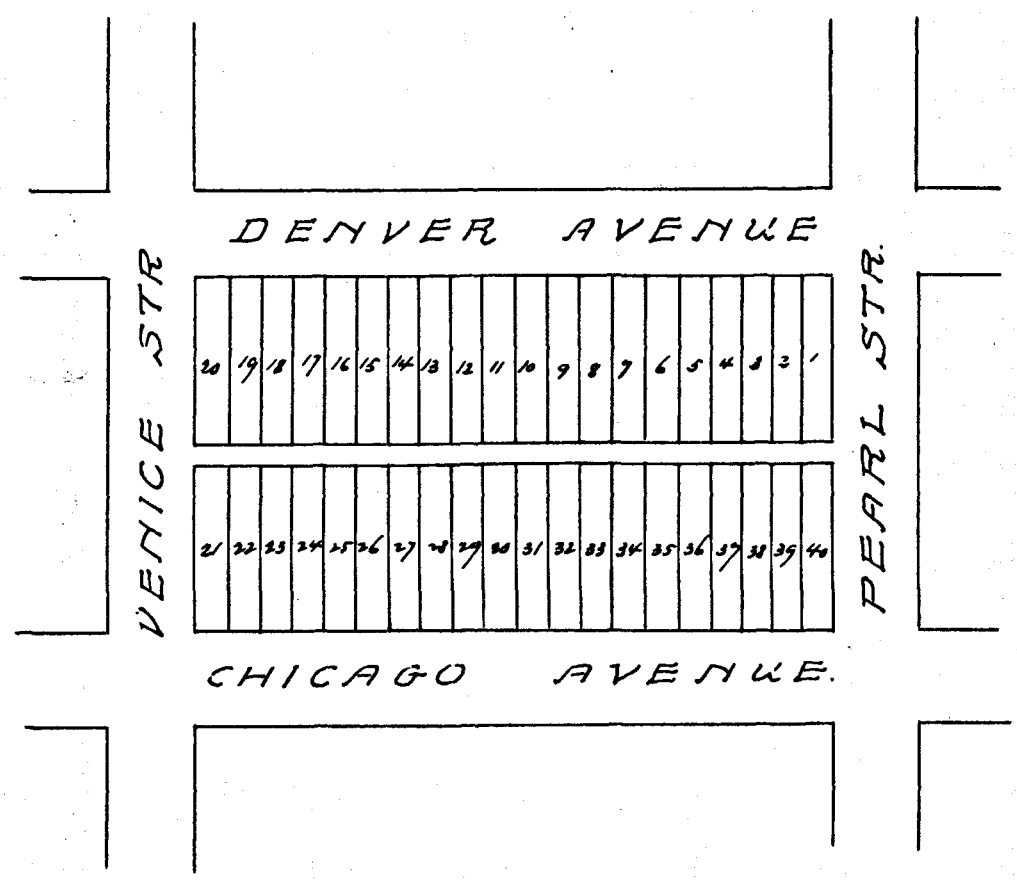 DENVER AVENUE
VENICE STR
PEARL STR.
20 19 18 17 16 15 14 13 12 11 10 9 8 7 6 5 4 3 2 1
21 22 23 24 25 26 27 28 29 30 31 32 33 34 35 36 37 38 39 40
CHICAGO AVENUE.